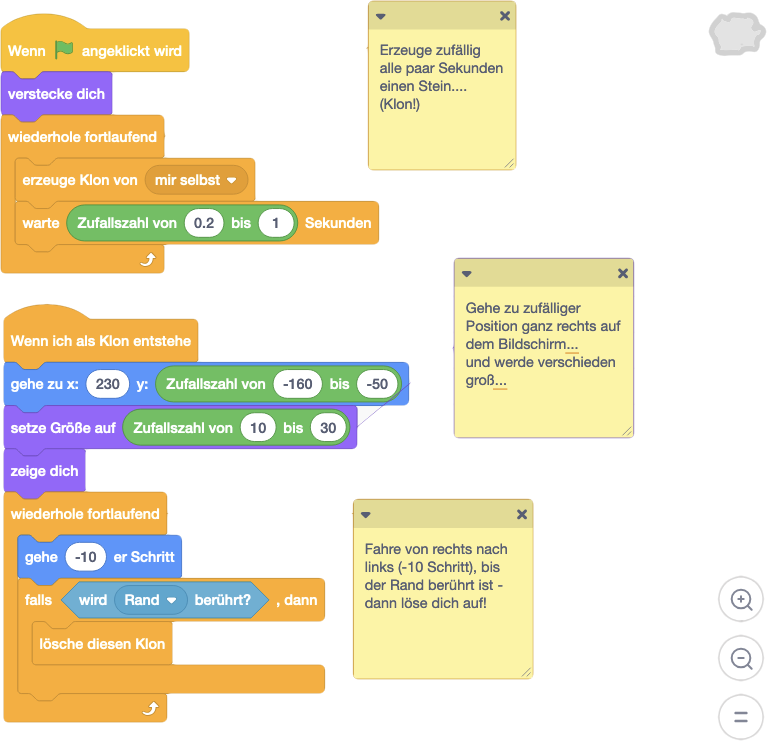 Wenn angeklickt wird
verstecke dich
wiederhole fortlaufend
erzeuge Klon von mir selbst
warte Zufallszahl von 0.2 bis 1 Sekunden
Erzeuge zufällig
alle paar Sekunden
einen Stein....
(Klon!)
Wenn ich als Klon entstehe
gehe zu x: 230 y: Zufallszahl von -160 bis -50
setze Größe auf Zufallszahl von 10 bis 30
zeige dich
wiederhole fortlaufend
gehe -10 er Schritt
falls wird Rand berührt? , dann
lösche diesen Klon
Gehe zu zufälliger
Position ganz rechts auf
dem Bildschirm...
und werde verschieden
groß...
Fahre von rechts nach
links (-10 Schritt), bis
der Rand berührt ist -
dann löse dich auf!